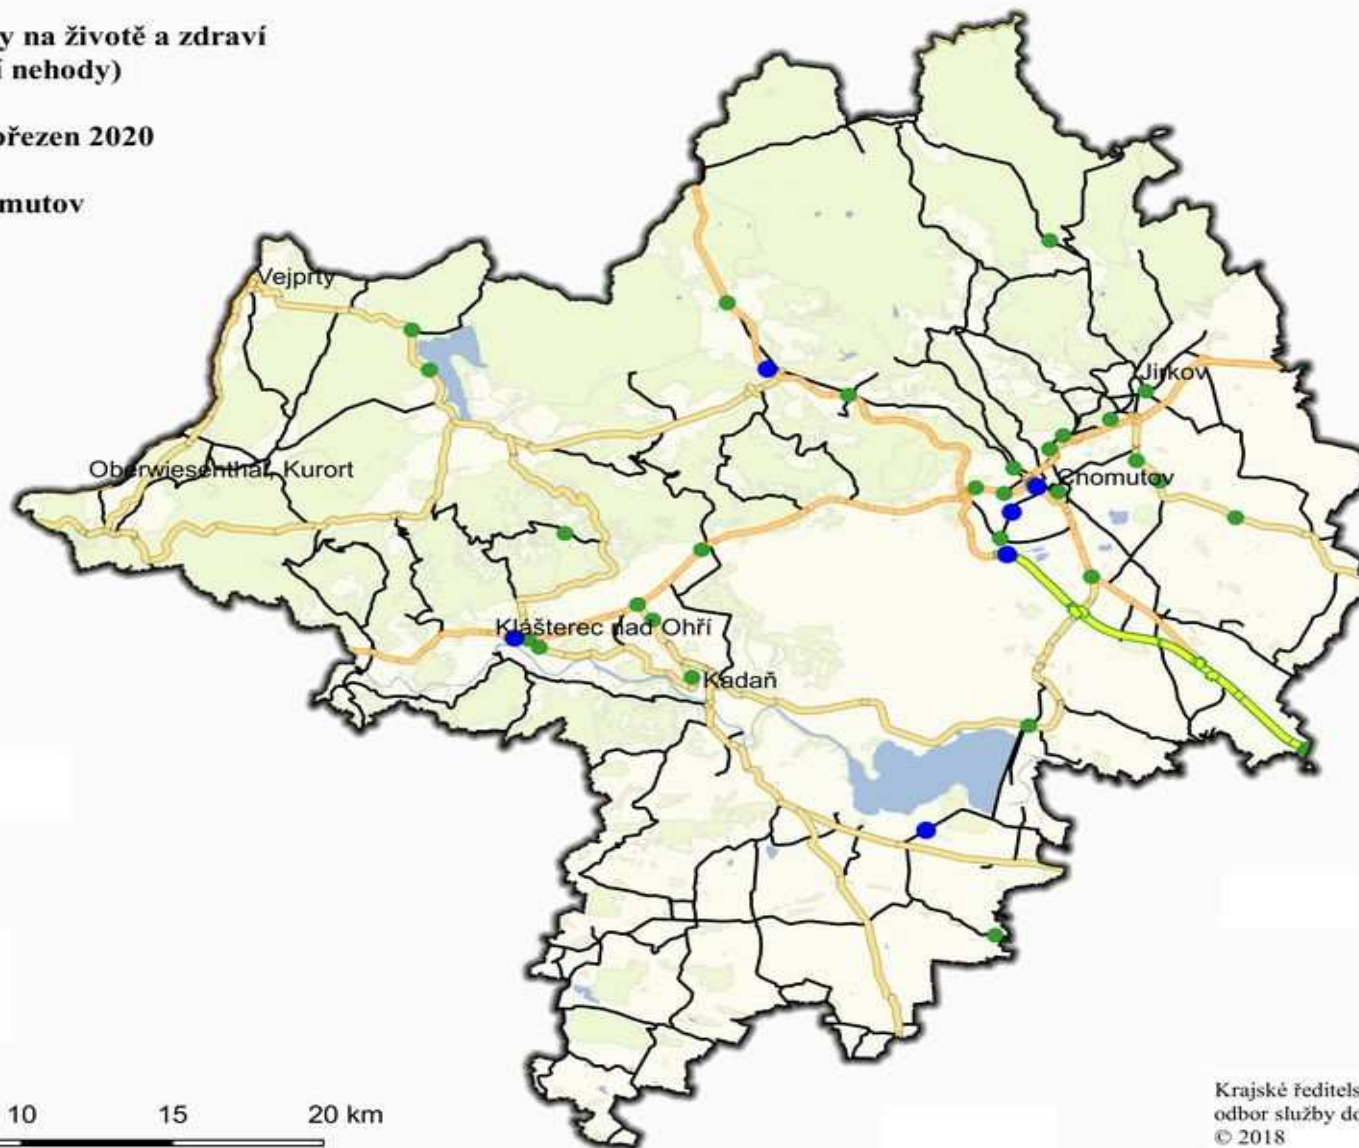 y na životě a zdraví
í nehody)
březen 2020
mutov
Vejprty
Jirkov
Oberwiesenthal, Kurort
Chomutov
Klášterec nad Ohří
Kadaň
10 15 20 km
Krajské ředitels
odbor služby do
© 2018